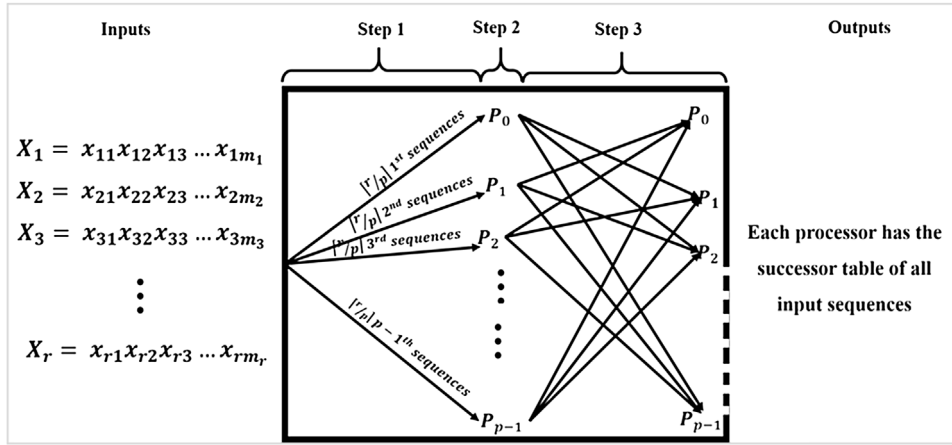 Inputs Step 1 Step 2 Step 3 Outputs
X₁ = x₁₁x₁₂x₁₃ …x₁ₘ₁
X₂ = x₂₁x₂₂x₂₃ …x₂ₘ₂
X₃ = x₃₁x₃₂x₃₃ …x₃ₘ₃
⋮
Xᵣ = xᵣ₁xᵣ₂xᵣ₃ …xᵣₘᵣ
|r/p| 1ˢᵗ sequences
|r/p| 2ⁿᵈ sequences
|r/p| 3ʳᵈ sequences
|r/p| p − 1ᵗʰ sequences
P₀
P₁
P₂
⋮
⋮
Pₚ₋₁
P₀
P₁
P₂
Pₚ₋₁
Each processor has the
successor table of all
input sequences